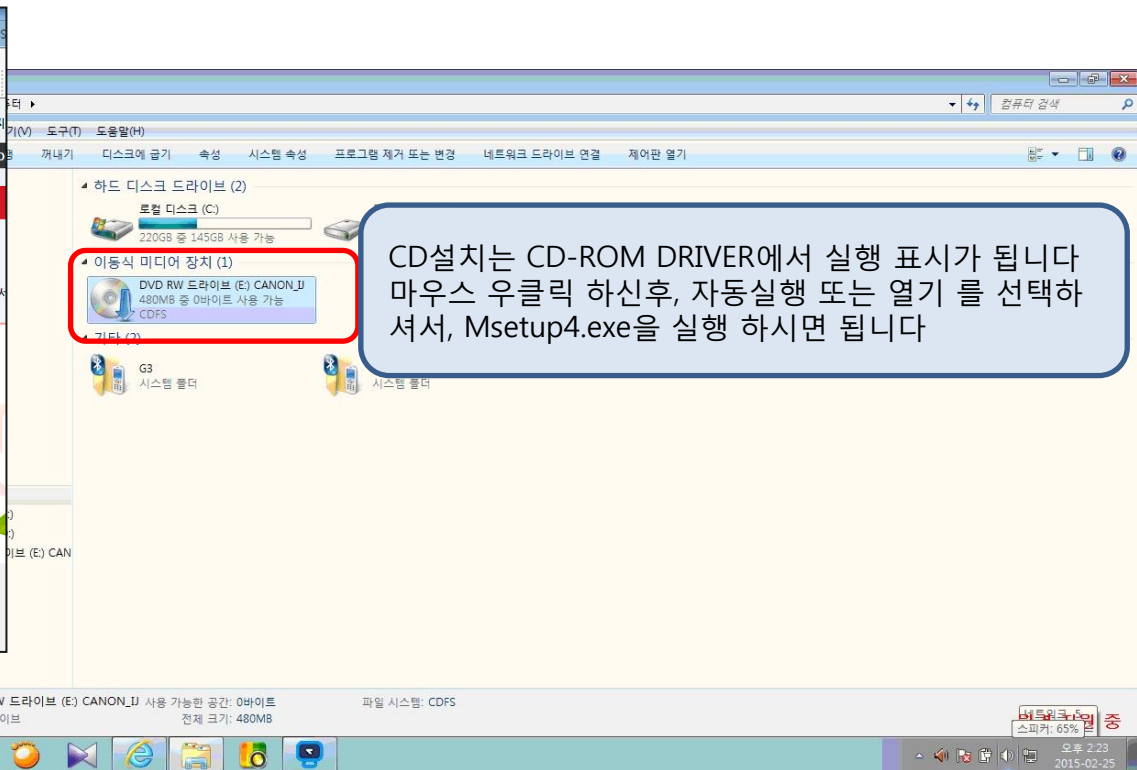 컴퓨터 검색
도구(T) 도움말(H)
꺼내기 디스크에 굽기 속성 시스템 속성 프로그램 제거 또는 변경 네트워크 드라이브 연결 제어판 열기
하드 디스크 드라이브 (2)
로컬 디스크 (C:)
220GB 중 145GB 사용 가능
이동식 미디어 장치 (1)
DVD RW 드라이브 (E:) CANON_IJ
480MB 중 0바이트 사용 가능
CDFS
CD설치는 CD-ROM DRIVER에서 실행 표시가 됩니다
마우스 우클릭 하신후, 자동실행 또는 열기 를 선택하
셔서, Msetup4.exe을 실행 하시면 됩니다
기타 (2)
G3
시스템 폴더
시스템 폴더
(E:) CAN
드라이브 (E:) CANON_IJ 사용 가능한 공간: 0바이트 파일 시스템: CDFS
전체 크기: 480MB
스피커: 65%
중
오후 2:23
2015-02-25